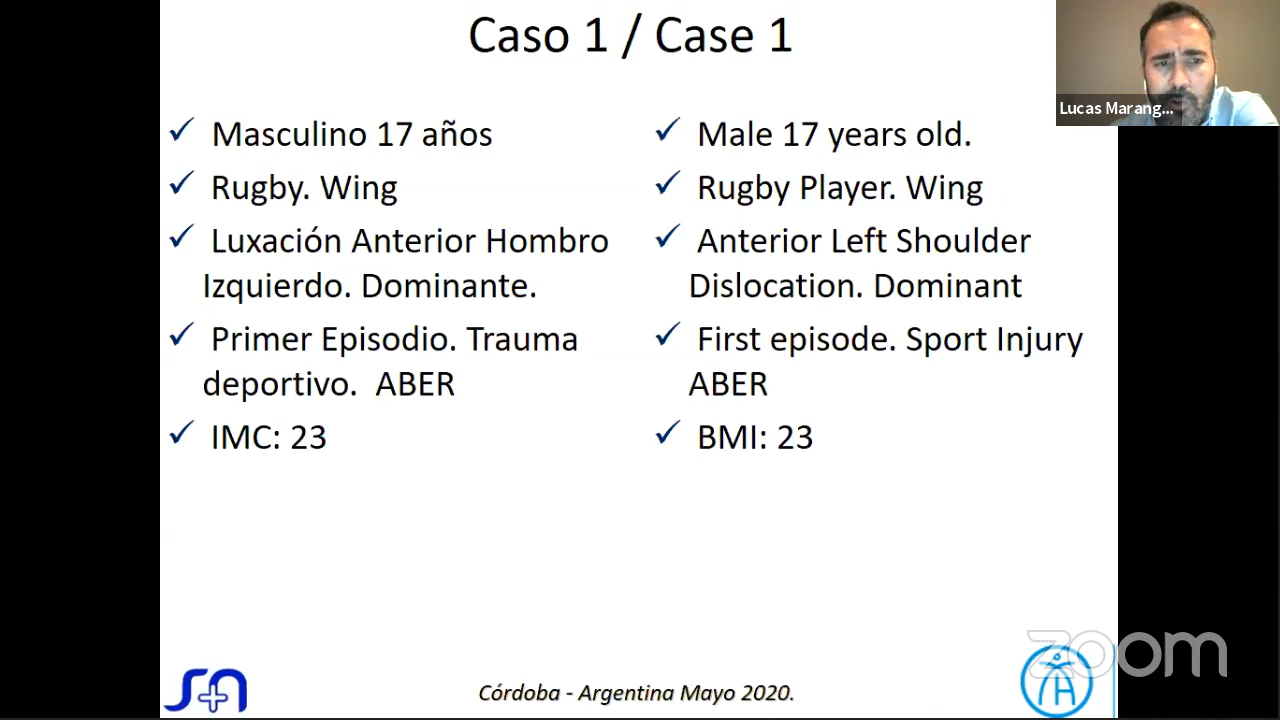 Caso 1 / Case 1
Masculino 17 años
Rugby. Wing
Luxación Anterior Hombro
Izquierdo. Dominante.
Primer Episodio. Trauma
deportivo. ABER
IMC: 23
Male 17 years old.
Rugby Player. Wing
Anterior Left Shoulder
Dislocation. Dominant
First episode. Sport Injury
ABER
BMI: 23
Lucas Marang...
Córdoba - Argentina Mayo 2020.
zoom